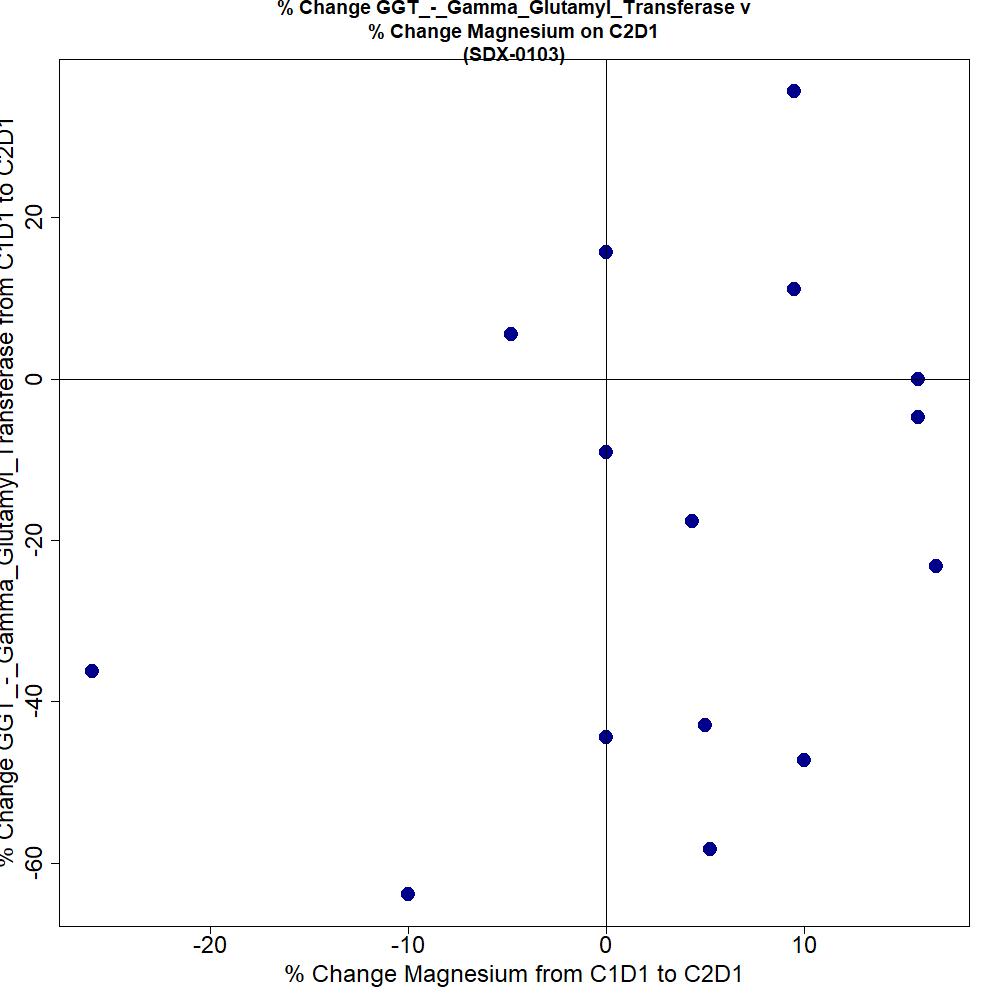 % Change GGT_-_Gamma_Glutamyl_Transferase v
% Change Magnesium on C2D1
(SDX-0103)
% Change GGT_-_Gamma_Glutamyl_Transferase from C1D1 to C2D1
20
0
-20
-40
-60
-20
-10
0
10
% Change Magnesium from C1D1 to C2D1